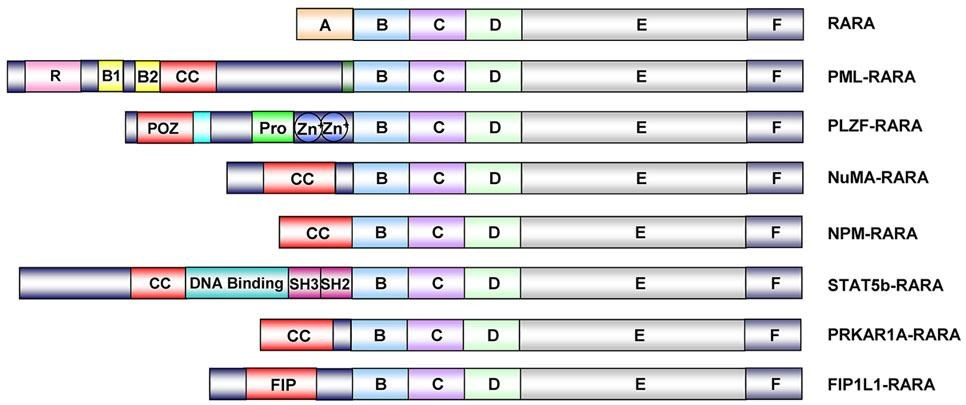 A B C D E F RARA
R B1 B2 CC B C D E F PML-RARA
POZ Pro Zn+ Zn+ B C D E F PLZF-RARA
CC B C D E F NuMA-RARA
CC B C D E F NPM-RARA
CC DNA Binding SH3 SH2 B C D E F STAT5b-RARA
CC B C D E F PRKAR1A-RARA
FIP B C D E F FIP1L1-RARA